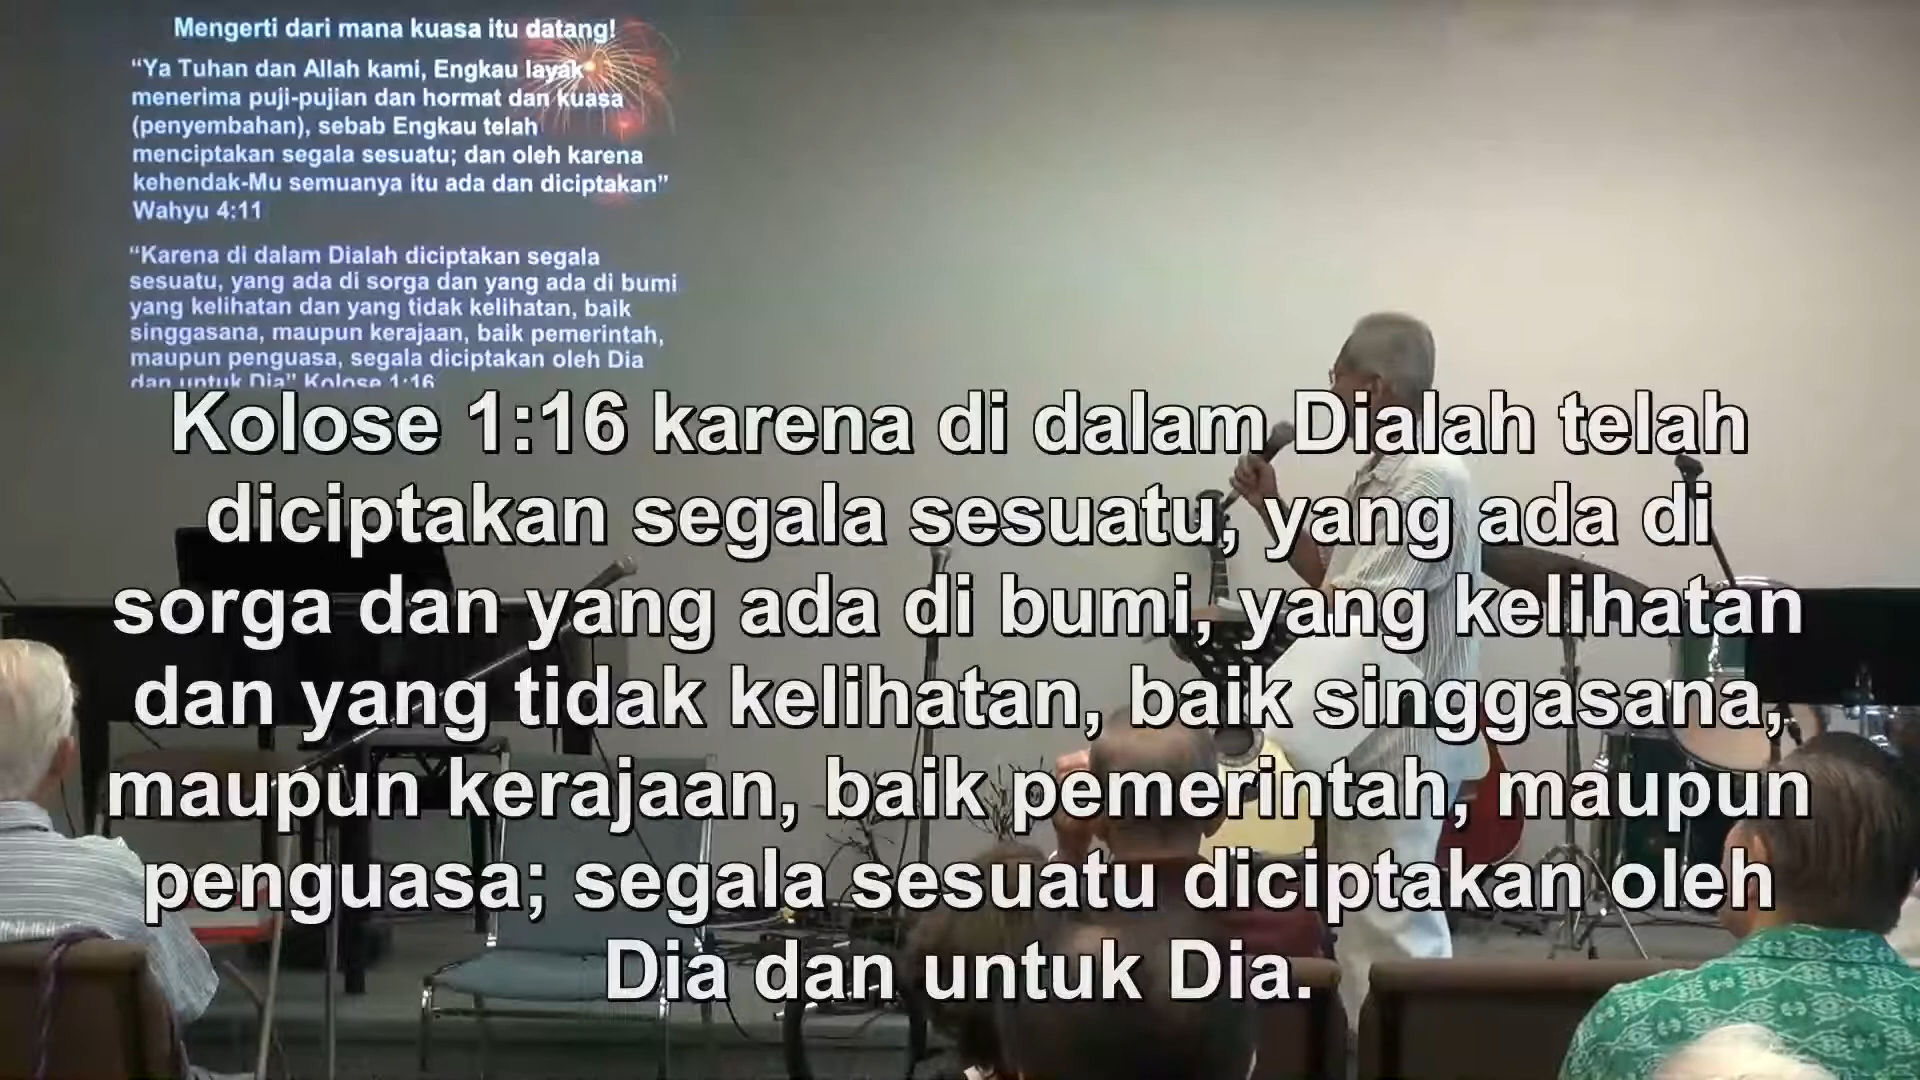 Mengerti dari mana kuasa itu datang!
“Ya Tuhan dan Allah kami, Engkau layak
menerima puji-pujian dan hormat dan kuasa
(penyembahan), sebab Engkau telah
menciptakan segala sesuatu; dan oleh karena
kehendak-Mu semuanya itu ada dan diciptakan”
Wahyu 4:11
“Karena di dalam Dialah diciptakan segala
sesuatu, yang ada di sorga dan yang ada di bumi
yang kelihatan dan yang tidak kelihatan, baik
singgasana, maupun kerajaan, baik pemerintah,
maupun penguasa, segala diciptakan oleh Dia
dan untuk Dia” Kolose 1:16
Kolose 1:16 karena di dalam Dialah telah
diciptakan segala sesuatu, yang ada di
sorga dan yang ada di bumi, yang kelihatan
dan yang tidak kelihatan, baik singgasana,
maupun kerajaan, baik pemerintah, maupun
penguasa; segala sesuatu diciptakan oleh
Dia dan untuk Dia.